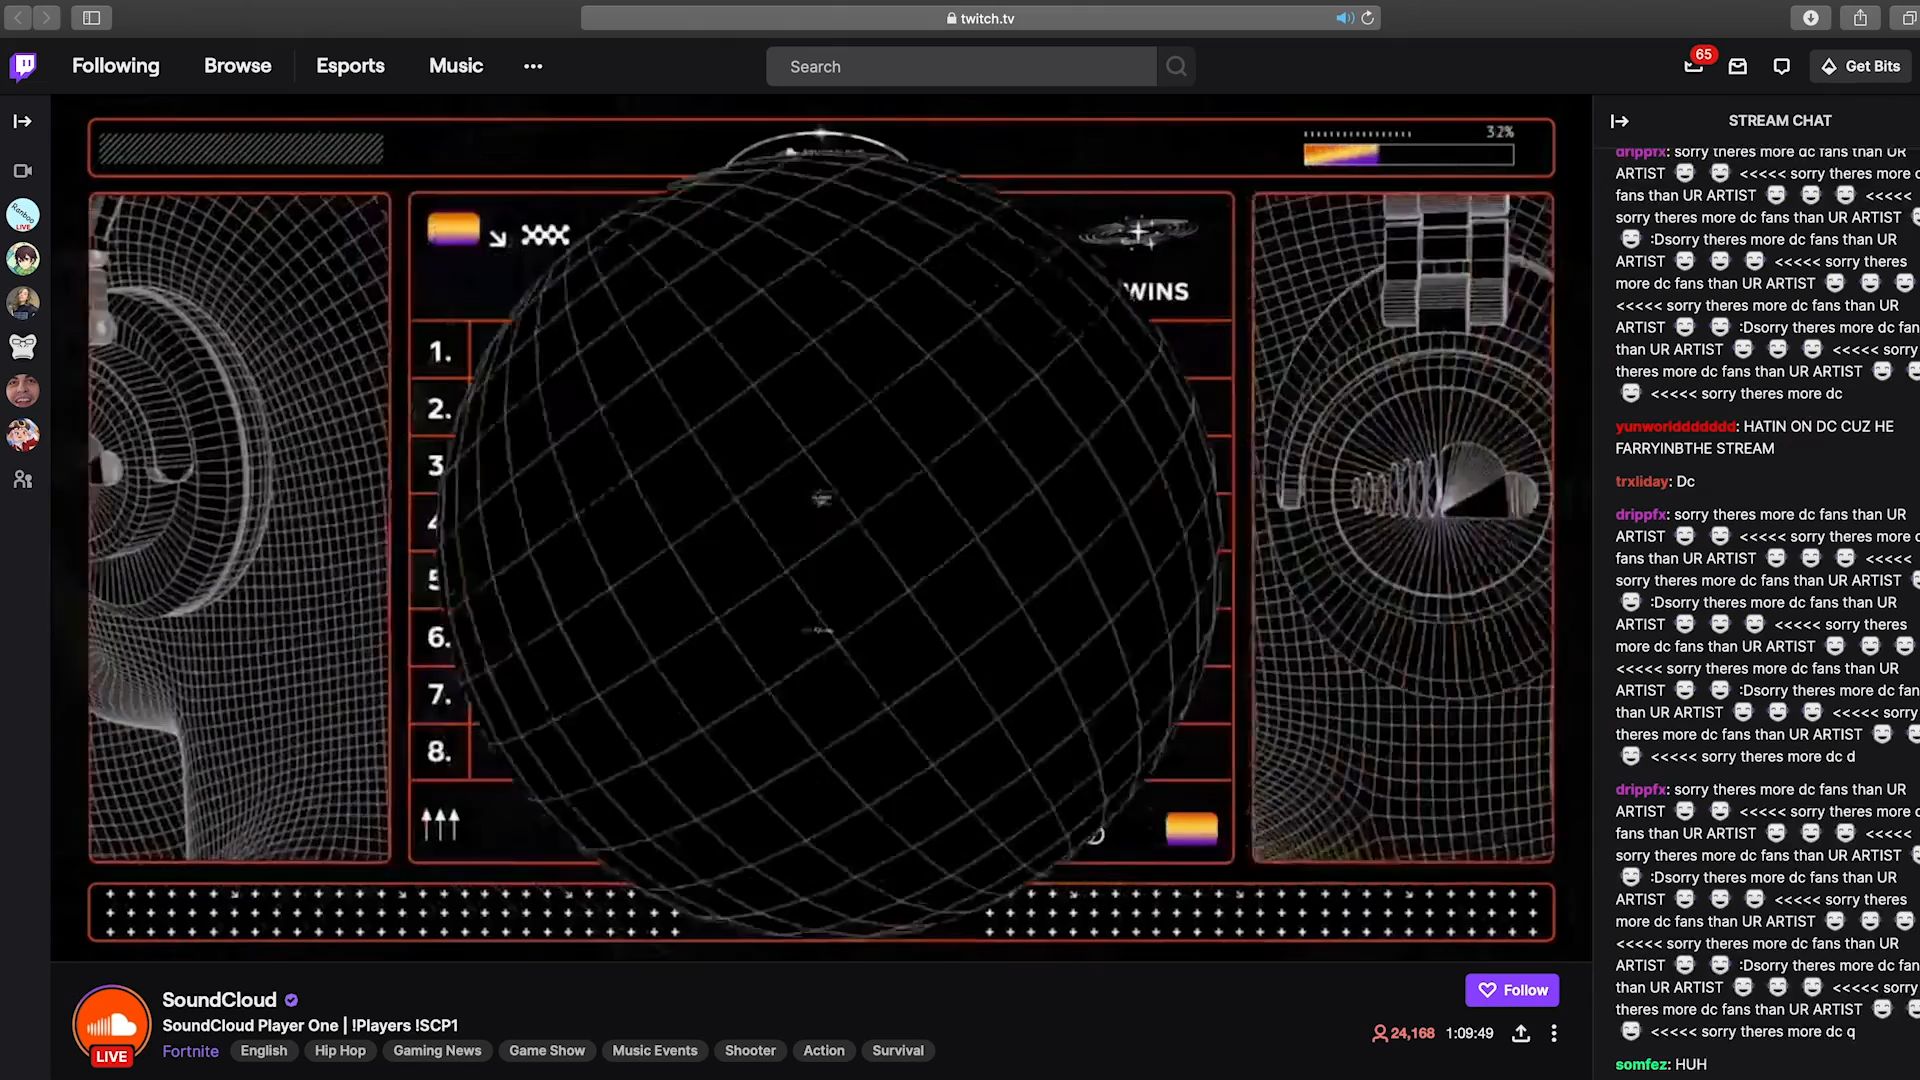 twitch.tv
Following
Browse
Esports
Music
Search
65
Get Bits
32%
STREAM CHAT
Ranboo
LIVE
WINS
1.
2.
3
4
5
6.
7.
8.
drippfx: sorry theres more dc fans than UR
ARTIST <<<<< sorry theres more d
fans than UR ARTIST <<<<<
sorry theres more dc fans than UR ARTIST
:Dsorry theres more dc fans than UR
ARTIST <<<<< sorry theres
more dc fans than UR ARTIST
<<<<< sorry theres more dc fans than UR
ARTIST :Dsorry theres more dc fan
than UR ARTIST <<<<< sorry
theres more dc fans than UR ARTIST
<<<<< sorry theres more dc
yunworldddddddd: HATIN ON DC CUZ HE
FARRYINBTHE STREAM
trxliday: Dc
drippfx: sorry theres more dc fans than UR
ARTIST <<<<< sorry theres more c
fans than UR ARTIST <<<<<
sorry theres more dc fans than UR ARTIST
:Dsorry theres more dc fans than UR
ARTIST <<<<< sorry theres
more dc fans than UR ARTIST
<<<<< sorry theres more dc fans than UR
ARTIST :Dsorry theres more dc fan
than UR ARTIST <<<<< sorry
theres more dc fans than UR ARTIST
<<<<< sorry theres more dc d
drippfx: sorry theres more dc fans than UR
ARTIST <<<<< sorry theres more c
fans than UR ARTIST <<<<<
sorry theres more dc fans than UR ARTIST
:Dsorry theres more dc fans than UR
ARTIST <<<<< sorry theres
more dc fans than UR ARTIST
<<<<< sorry theres more dc fans than UR
ARTIST :Dsorry theres more dc fan
than UR ARTIST <<<<< sorry
theres more dc fans than UR ARTIST
<<<<< sorry theres more dc q
somfez: HUH
SoundCloud
SoundCloud Player One | !Players !SCP1
Fortnite
English
Hip Hop
Gaming News
Game Show
Music Events
Shooter
Action
Survival
LIVE
Follow
24,168
1:09:49